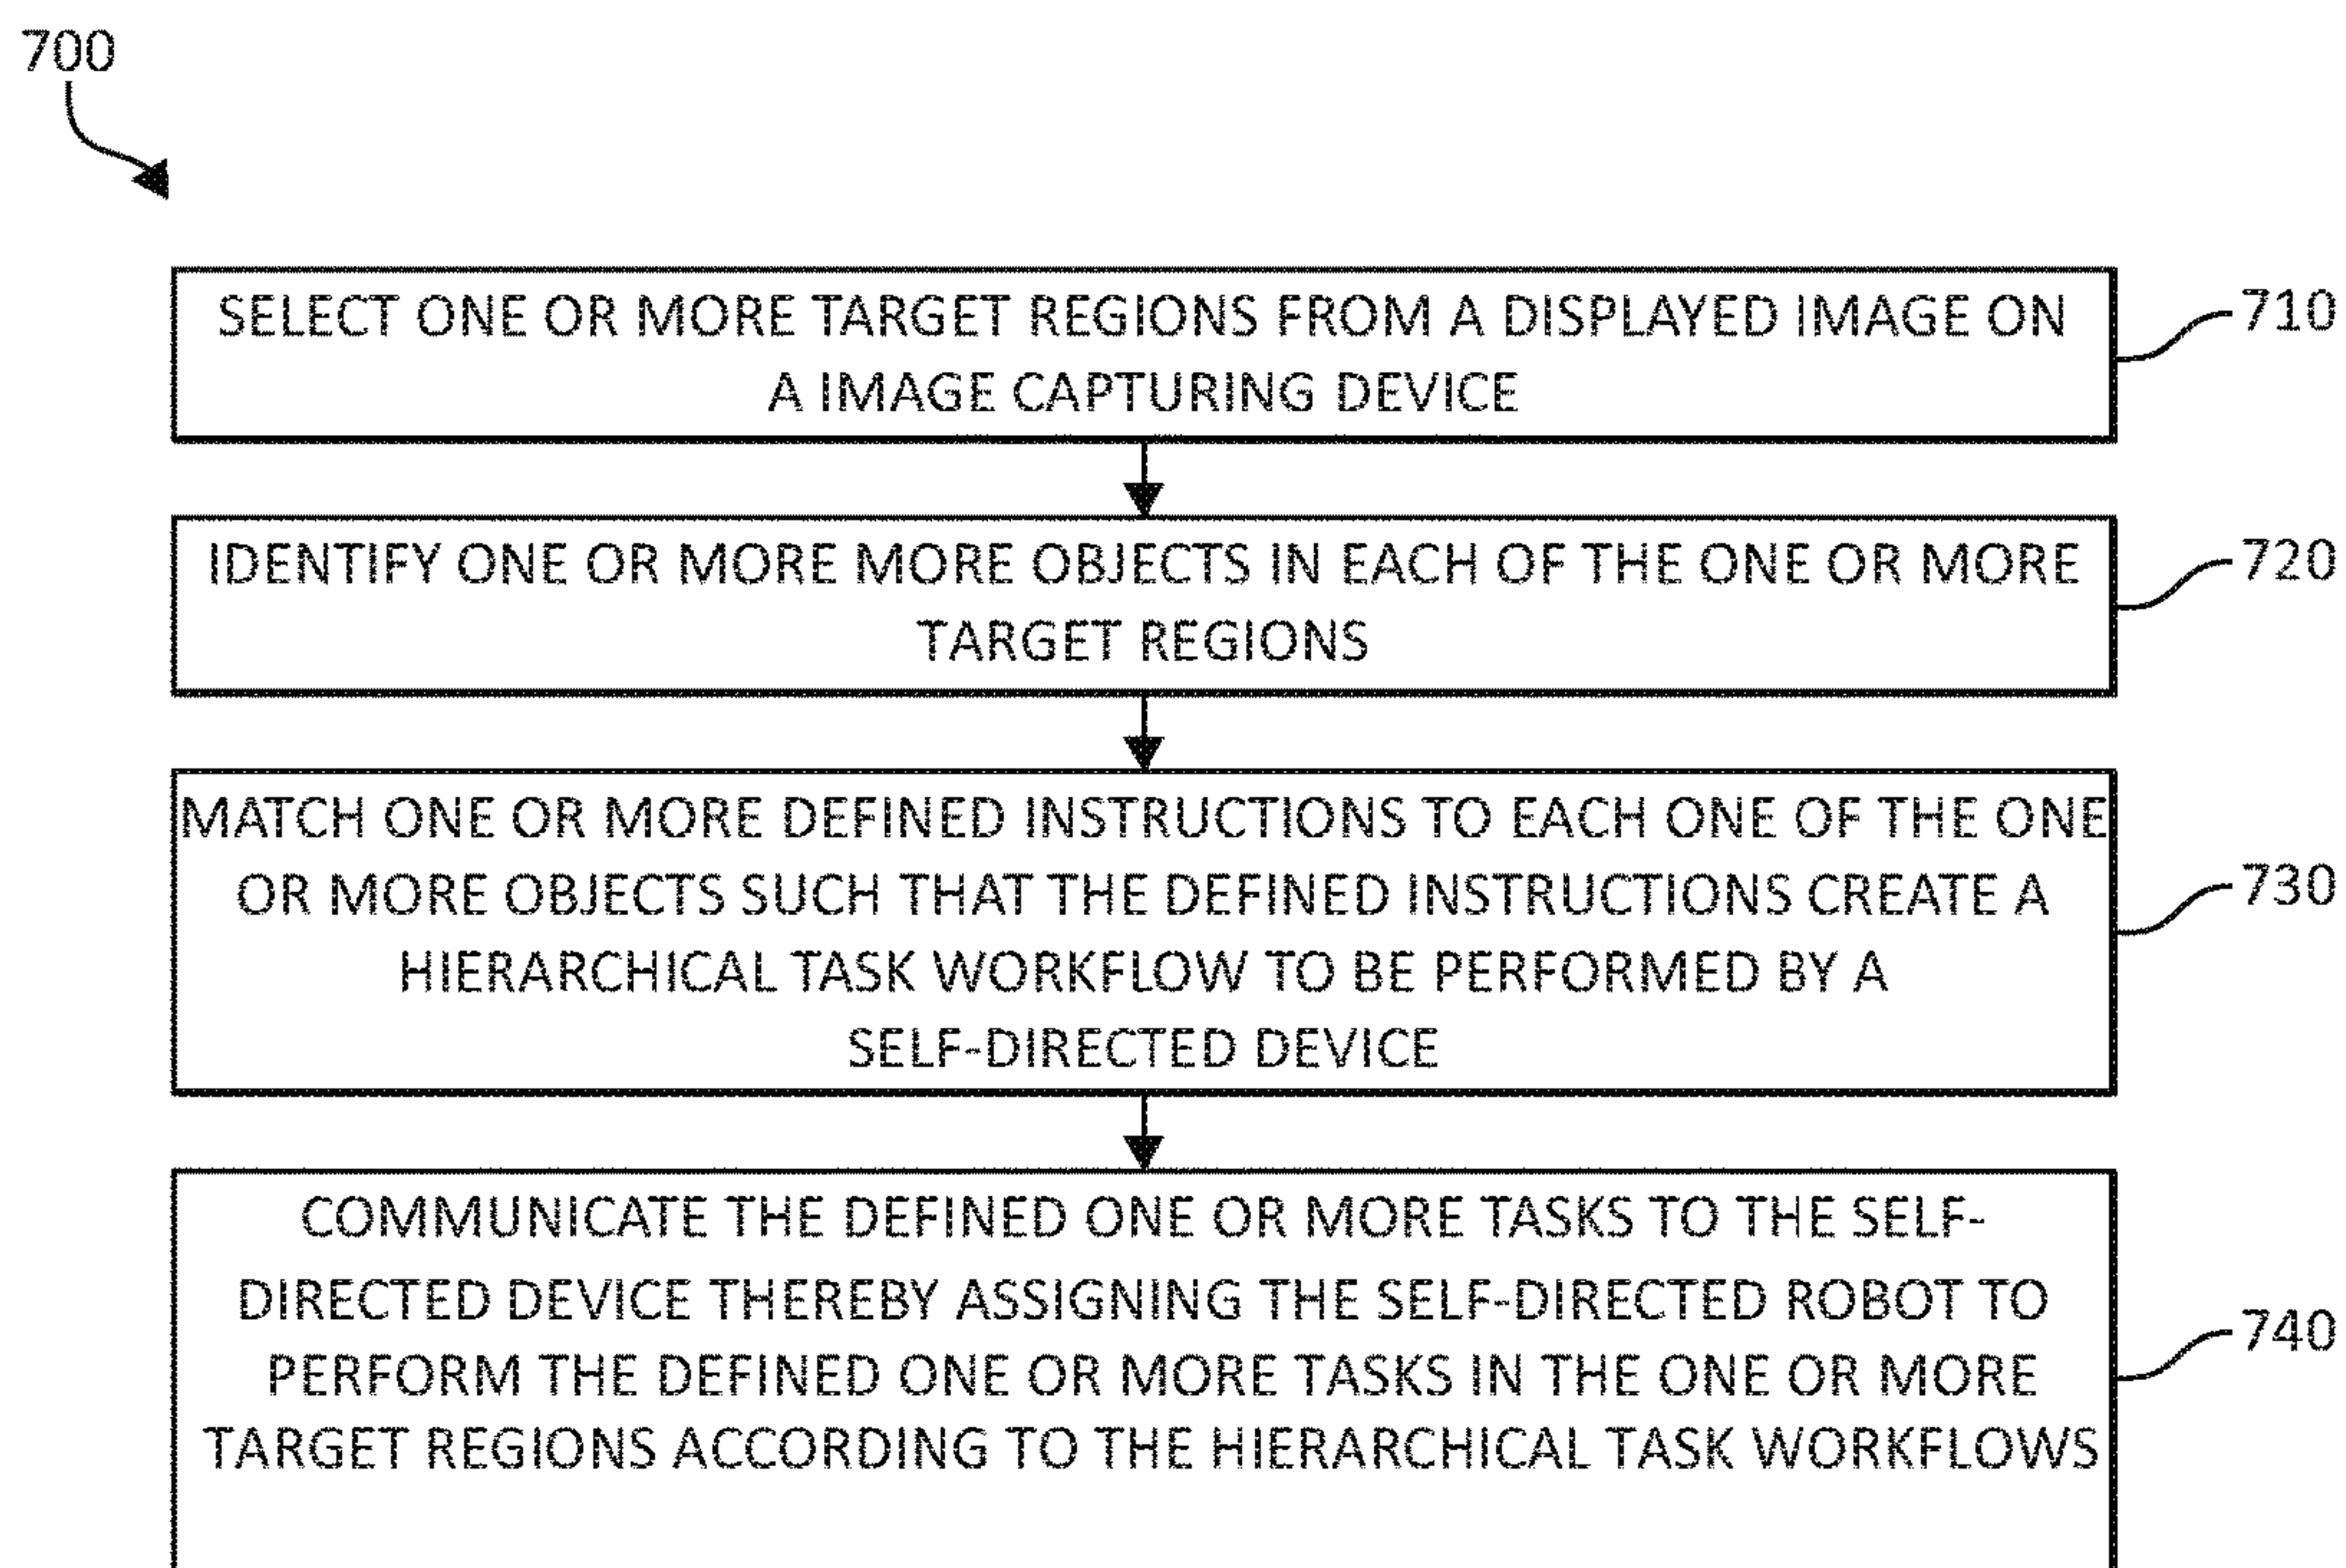 700
SELECT ONE OR MORE TARGET REGIONS FROM A DISPLAYED IMAGE ON
A IMAGE CAPTURING DEVICE
710
IDENTIFY ONE OR MORE MORE OBJECTS IN EACH OF THE ONE OR MORE
TARGET REGIONS
720
MATCH ONE OR MORE DEFINED INSTRUCTIONS TO EACH ONE OF THE ONE
OR MORE OBJECTS SUCH THAT THE DEFINED INSTRUCTIONS CREATE A
HIERARCHICAL TASK WORKFLOW TO BE PERFORMED BY A
SELF-DIRECTED DEVICE
730
COMMUNICATE THE DEFINED ONE OR MORE TASKS TO THE SELF-
DIRECTED DEVICE THEREBY ASSIGNING THE SELF-DIRECTED ROBOT TO
PERFORM THE DEFINED ONE OR MORE TASKS IN THE ONE OR MORE
TARGET REGIONS ACCORDING TO THE HIERARCHICAL TASK WORKFLOWS
740